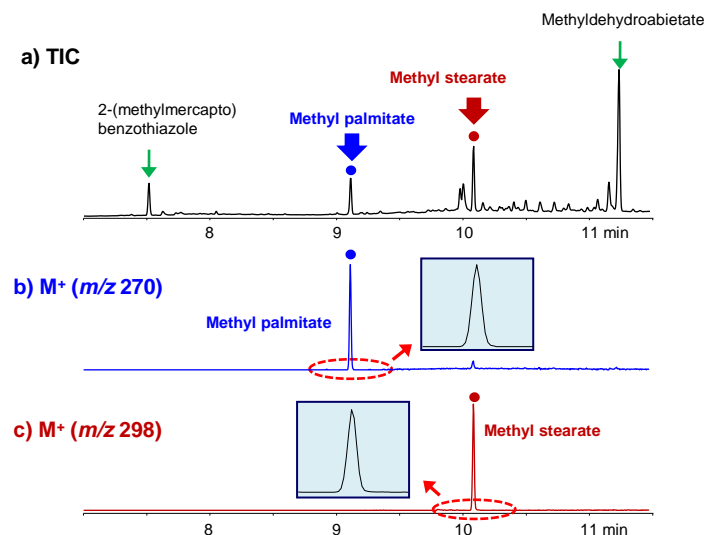 Methyldehydroabietate
a) TIC
Methyl stearate
2-(methylmercapto)
benzothiazole
Methyl palmitate
8 9 10 11 min
b) M⁺ (m/z 270)
Methyl palmitate
c) M⁺ (m/z 298)
Methyl stearate
8 9 10 11 min